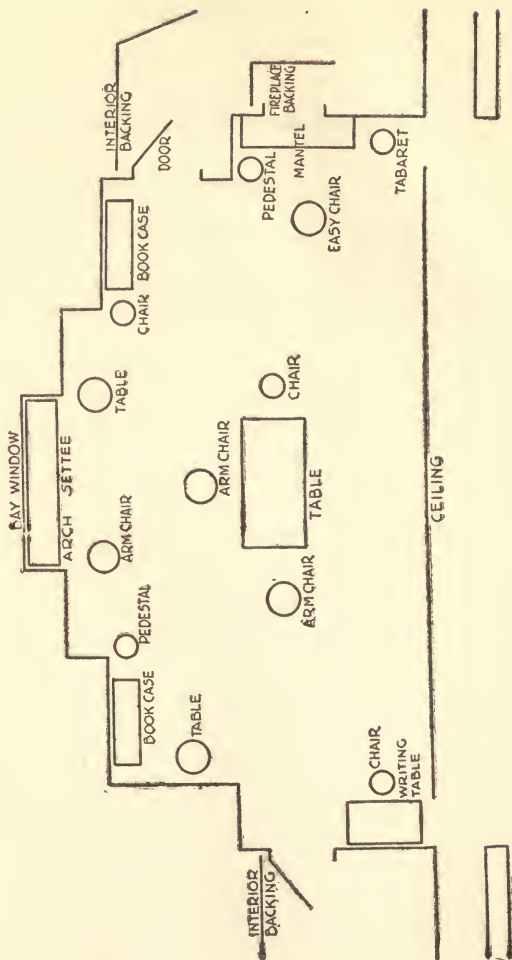 BAY WINDOW
ARCH SETTEE
BOOK CASE
PEDESTAL
ARM CHAIR
TABLE
CHAIR
BOOK CASE
INTERIOR
BACKING
DOOR
TABLE
ARM CHAIR
INTERIOR
BACKING
ARM CHAIR
TABLE
CHAIR
EASY CHAIR
PEDESTAL
MANTEL
FIREPLACE
BACKING
CHAIR
WRITING
TABLE
TABARET
CEILING